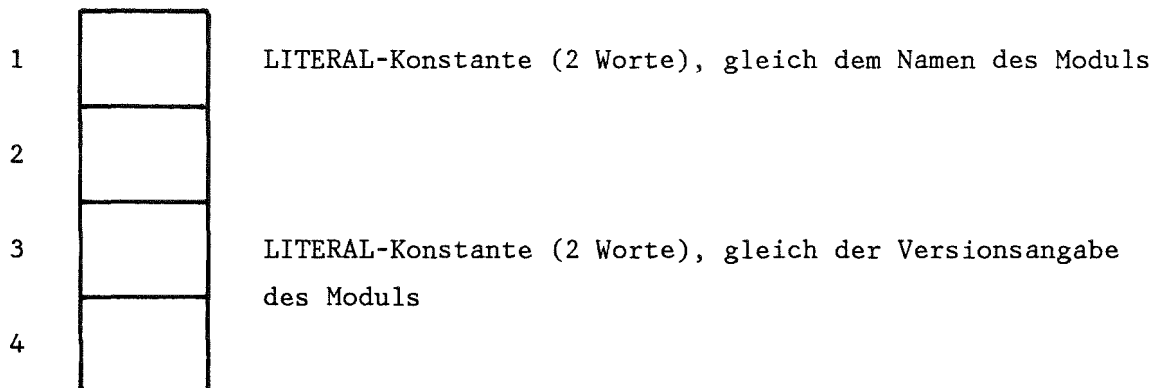 1 LITERAL-Konstante (2 Worte), gleich dem Namen des Moduls
2
3 LITERAL-Konstante (2 Worte), gleich der Versionsangabe
des Moduls
4